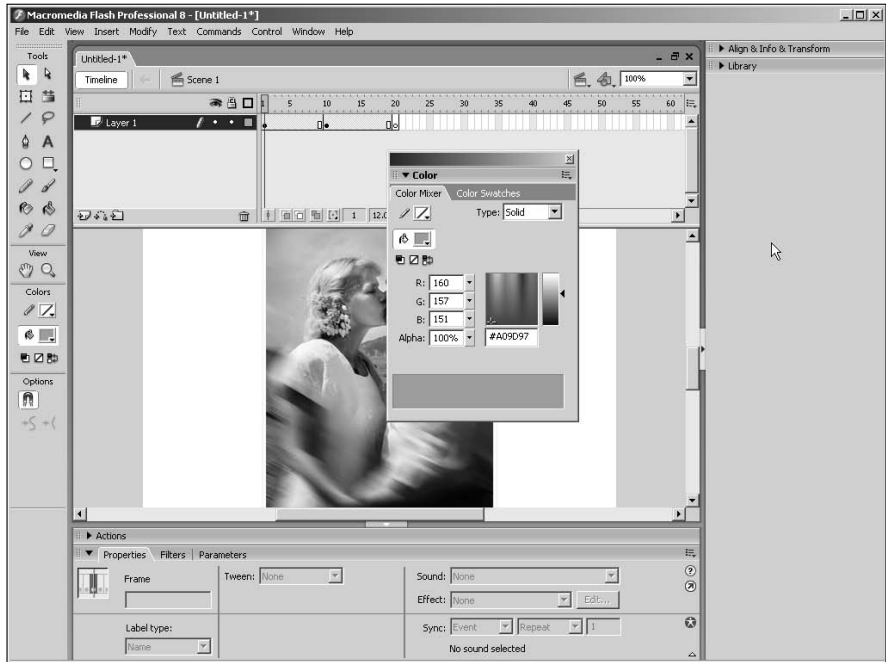 Macromedia Flash Professional 8 - [Untitled-1*]
File Edit View Insert Modify Text Commands Control Window Help
Tools
Untitled-1*
Timeline
Scene 1
100%
1 5 10 15 20 25 30 35 40 45 50 55 60
Layer 1
1
12.0
Color
Color Mixer
Color Swatches
Type: Solid
R: 160
G: 157
B: 151
Alpha: 100%
#A09D97
View
Colors
Options
Align & Info & Transform
Library
Actions
Properties Filters Parameters
Frame
Label type:
Name
Tween: None
Sound: None
Effect: None
Edit...
Sync: Event
Repeat
1
No sound selected